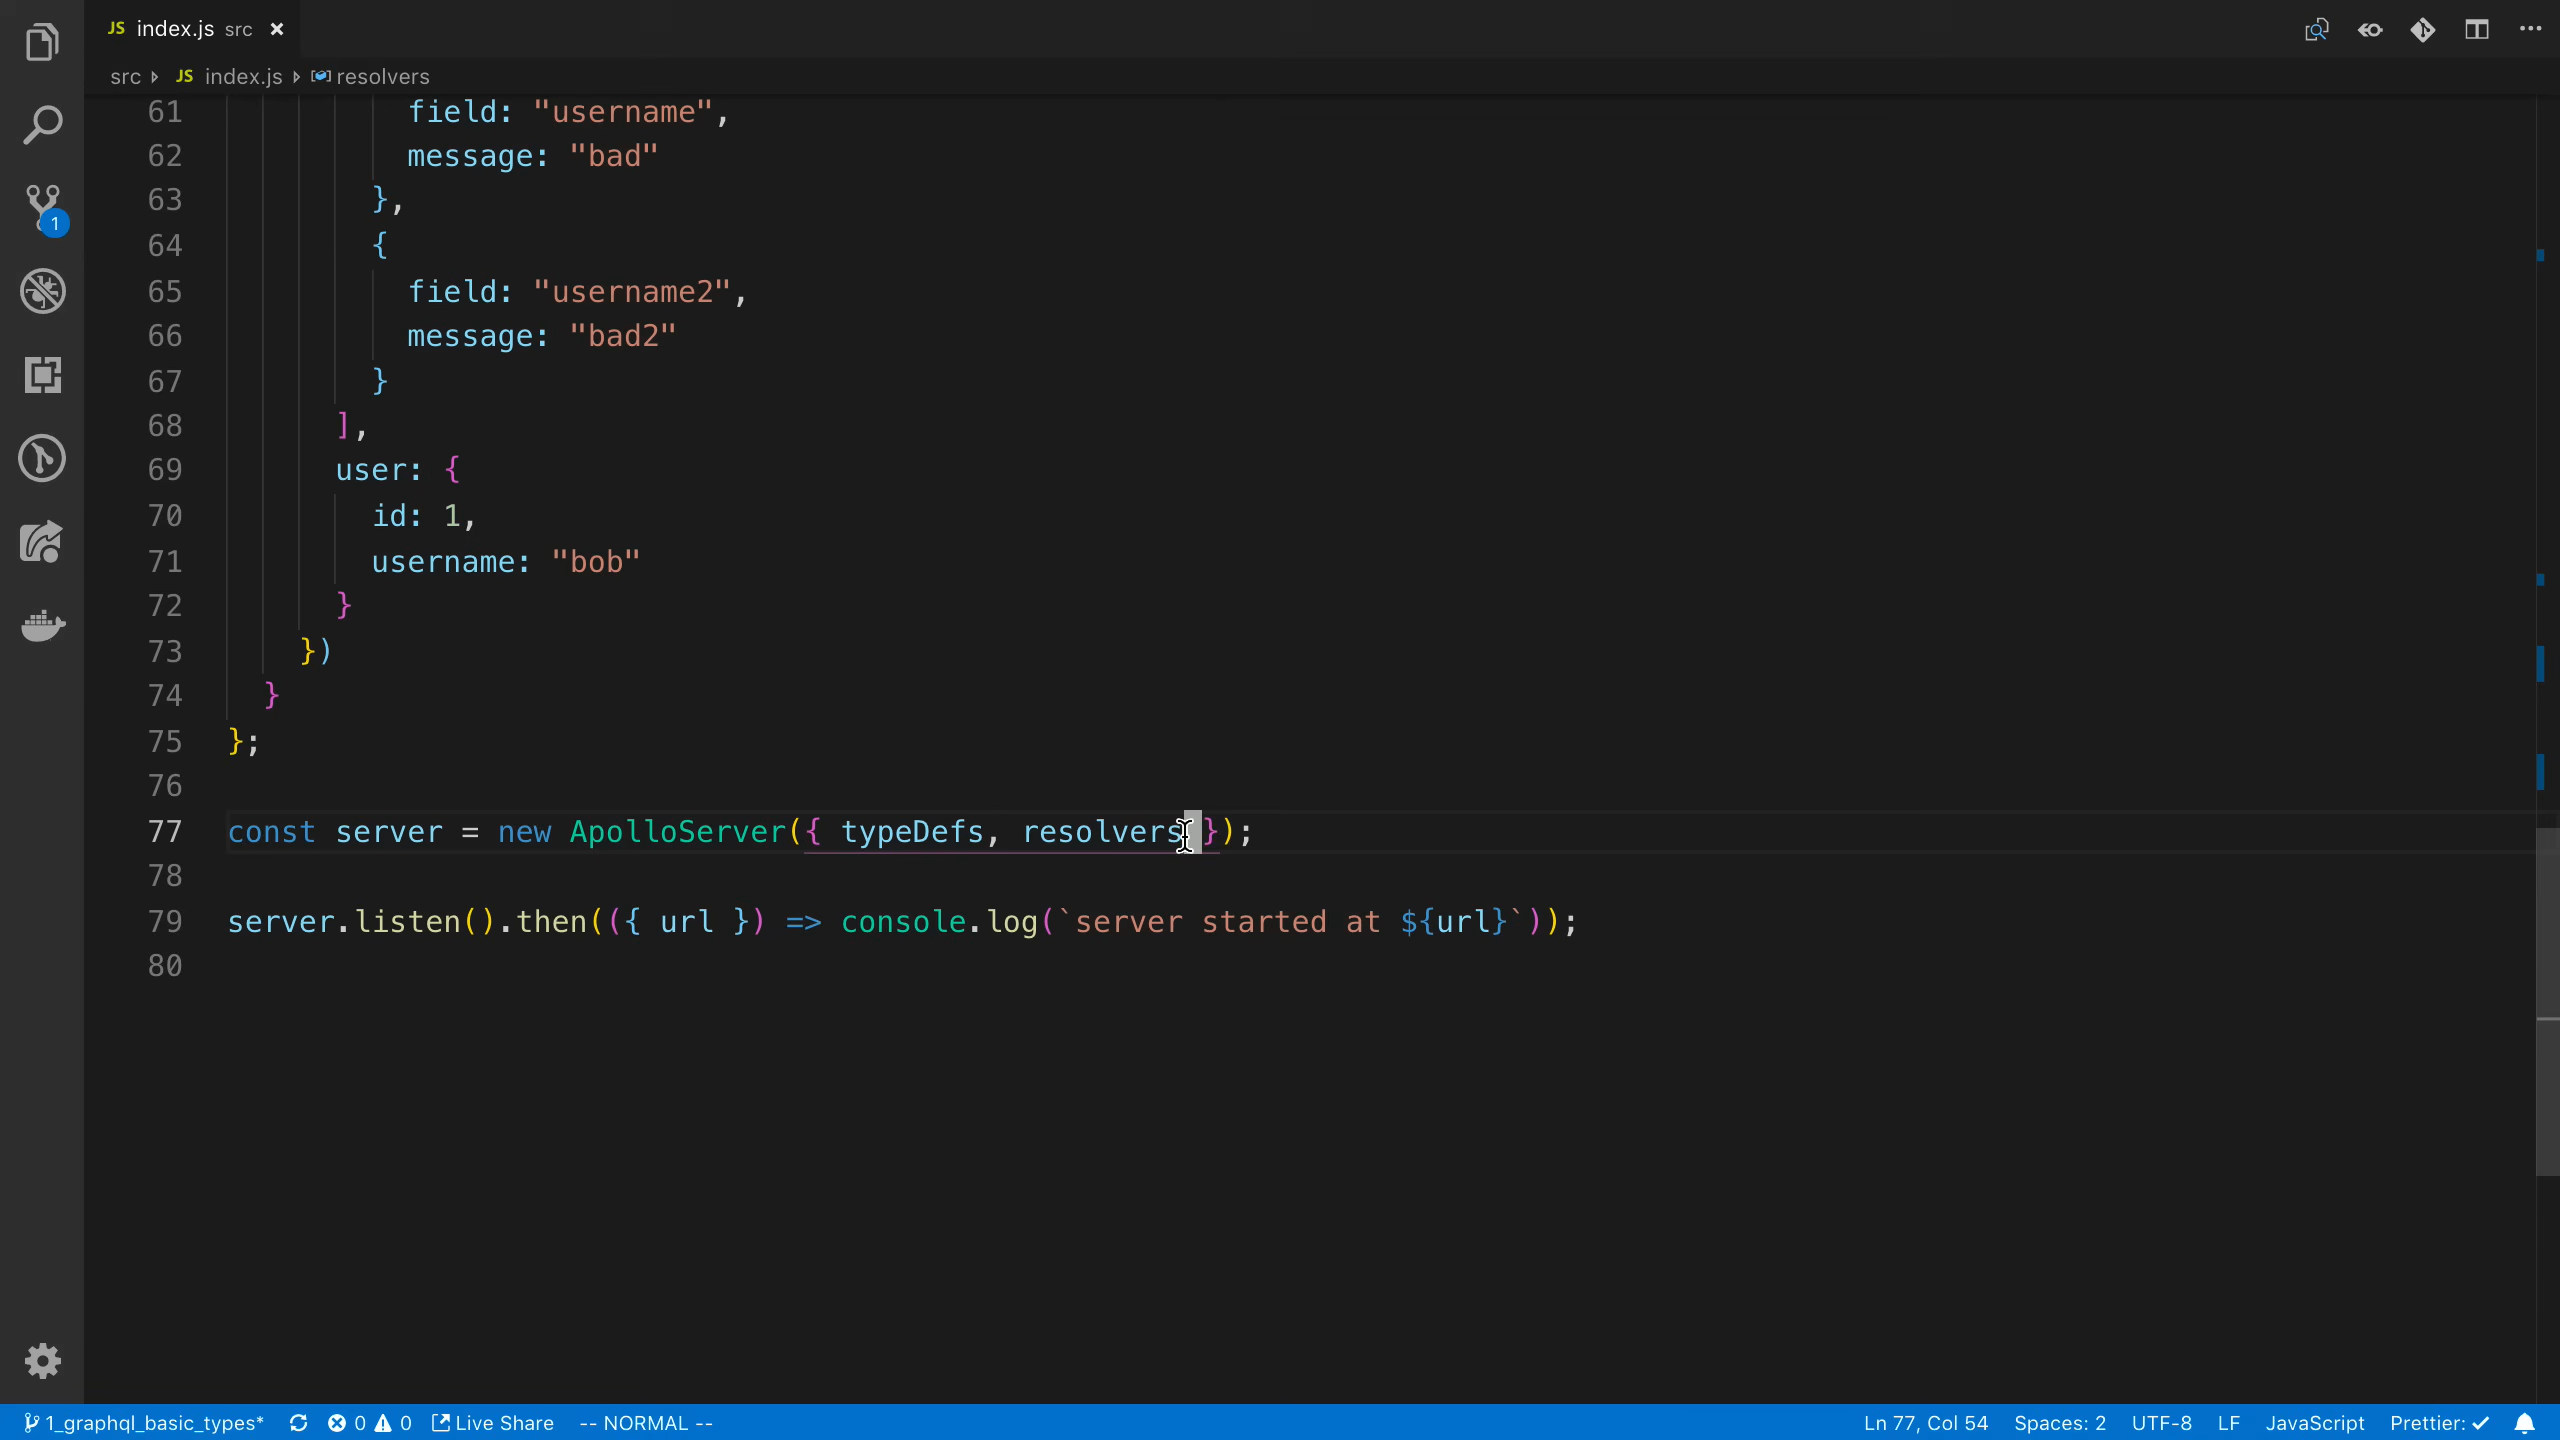 JS index.js src ×
src JS index.js resolvers
61 field: "username",
62 message: "bad"
63 },
64 {
65 field: "username2",
66 message: "bad2"
67 }
68 ],
69 user: {
70 id: 1,
71 username: "bob"
72 }
73 })
74 }
75 };
76
77 const server = new ApolloServer({ typeDefs, resolvers });
78
79 server.listen().then(({ url }) => console.log(`server started at ${url}`));
80
1
1_graphql_basic_types* 0 0 Live Share -- NORMAL -- Ln 77, Col 54 Spaces: 2 UTF-8 LF JavaScript Prettier: ✓